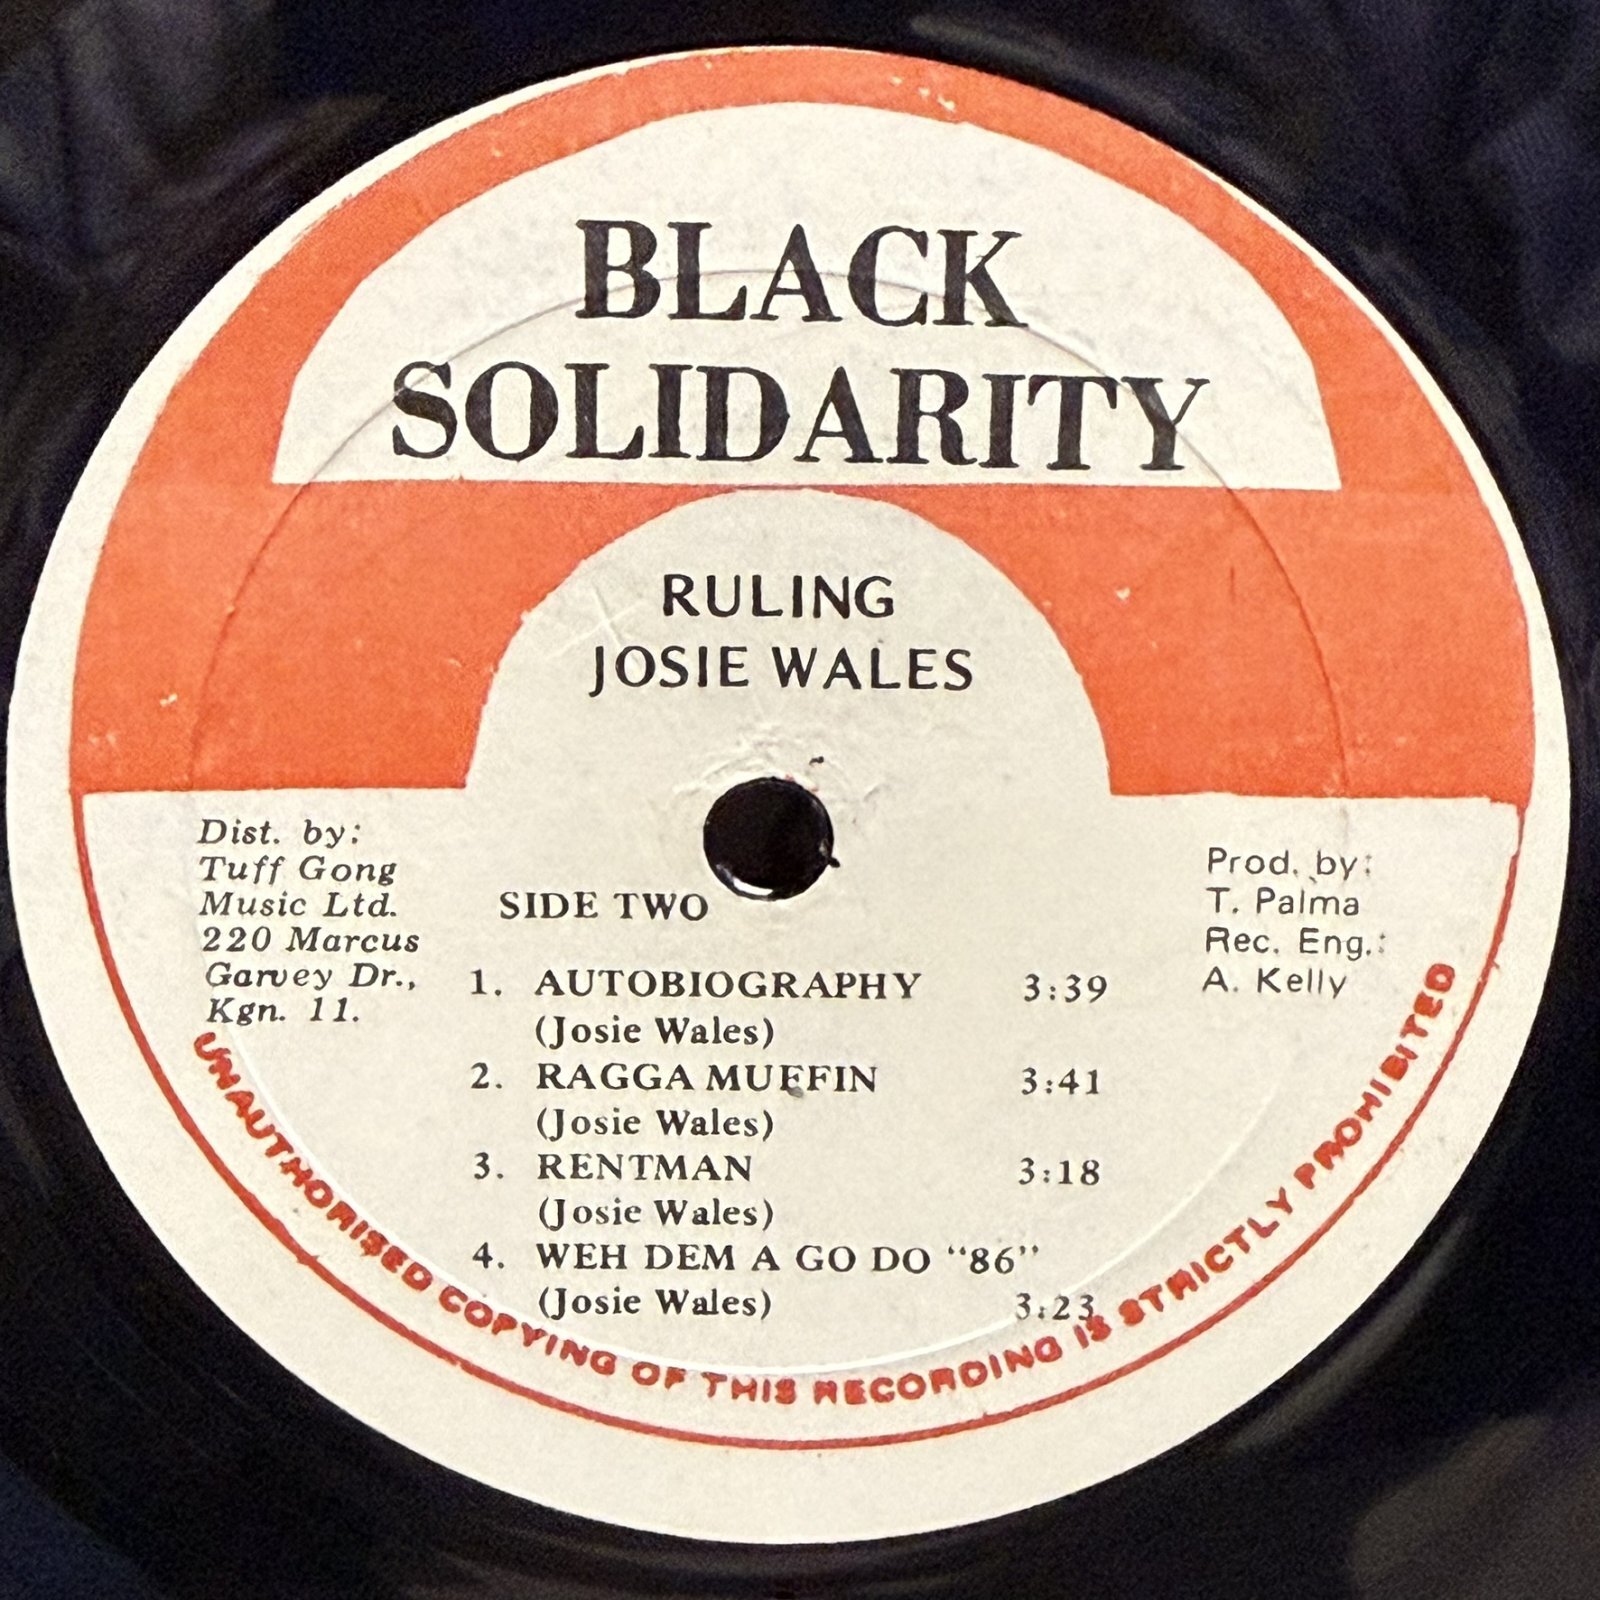 BLACK
SOLIDARITY
RULING
JOSIE WALES
Dist. by:
Tuff Gong
Music Ltd.
220 Marcus
Garvey Dr.,
Kgn. 11.
Prod. by:
T. Palma
Rec. Eng.:
A. Kelly
SIDE TWO
1. AUTOBIOGRAPHY 3:39
(Josie Wales)
2. RAGGA MUFFIN 3:41
(Josie Wales)
3. RENTMAN 3:18
(Josie Wales)
4. WEH DEM A GO DO "86"
(Josie Wales) 3:23
UNAUTHORISED COPYING OF THIS RECORDING IS STRICTLY PROHIBITED